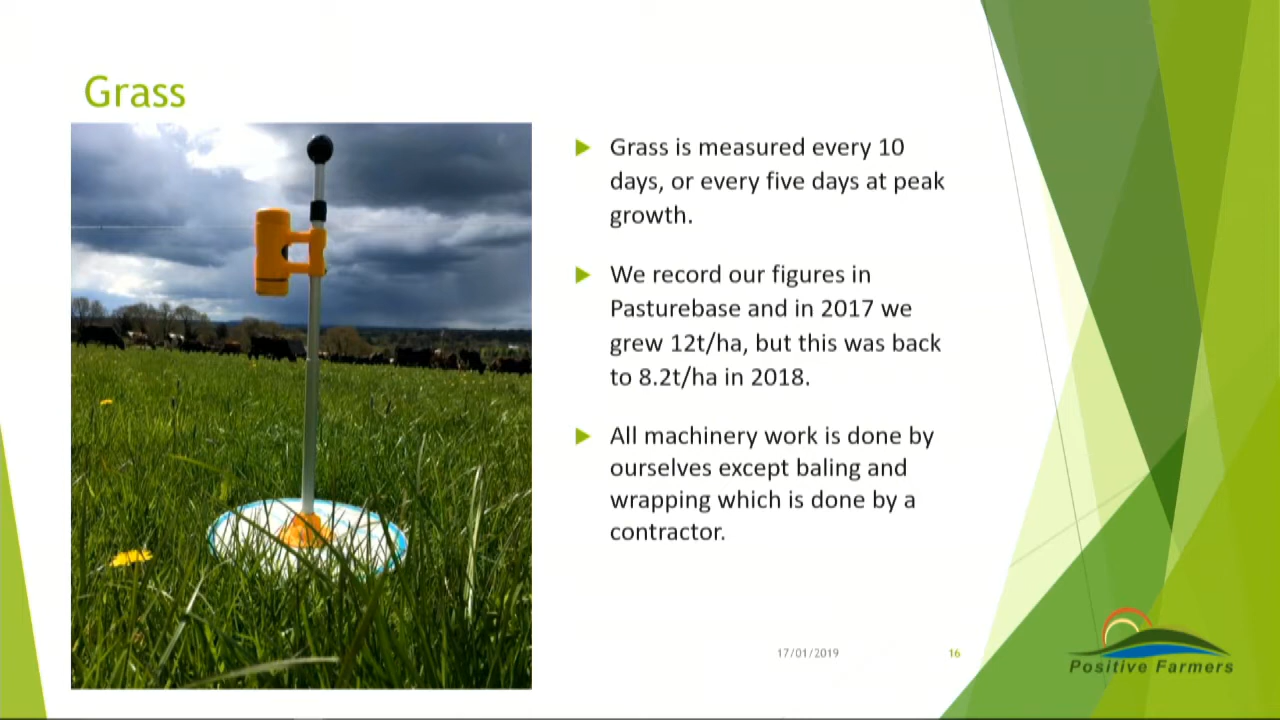 Grass
Grass is measured every 10
days, or every five days at peak
growth.
We record our figures in
Pasturebase and in 2017 we
grew 12t/ha, but this was back
to 8.2t/ha in 2018.
All machinery work is done by
ourselves except baling and
wrapping which is done by a
contractor.
17/01/2019
16
Positive Farmers